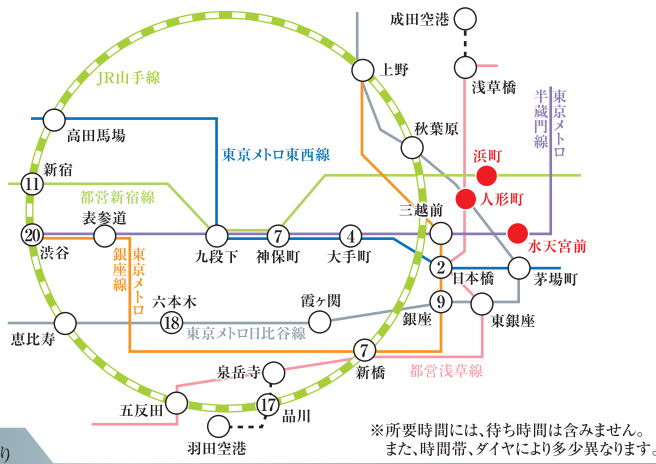 成田空港
上野
浅草橋
JR山手線
東京メトロ
半蔵門線
高田馬場
秋葉原
東京メトロ東西線
浜町
新宿
11
都営新宿線
人形町
表参道
三越前
20
渋谷
東京メトロ
銀座線
九段下
7
神保町
4
大手町
水天宮前
2
日本橋
茅場町
六本木
18
霞ヶ関
9
銀座
東銀座
恵比寿
東京メトロ日比谷線
7
新橋
泉岳寺
都営浅草線
五反田
17
品川
羽田空港
り
※所要時間には、待ち時間は含みません。
また、時間帯、ダイヤにより多少異なります。